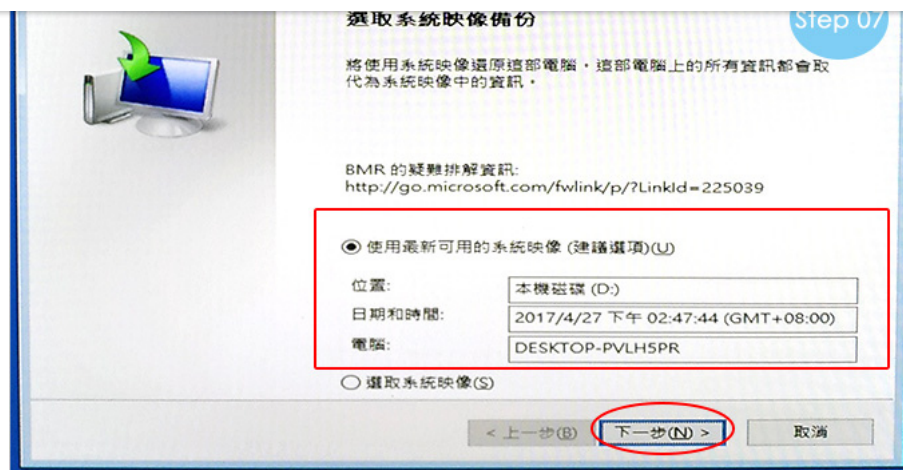 選取系統映像備份
Step 07
將使用系統映像還原這部電腦。這部電腦上的所有資訊都會取
代為系統映像中的資訊。
BMR 的疑難排解資訊:
http://go.microsoft.com/fwlink/p/?LinkId=225039
使用最新可用的系統映像 (建議選項)(U)
位置: 本機磁碟 (D:)
日期和時間: 2017/4/27 下午 02:47:44 (GMT+08:00)
電腦: DESKTOP-PVLH5PR
選取系統映像(S)
< 上一步(B) 下一步(N) > 取消